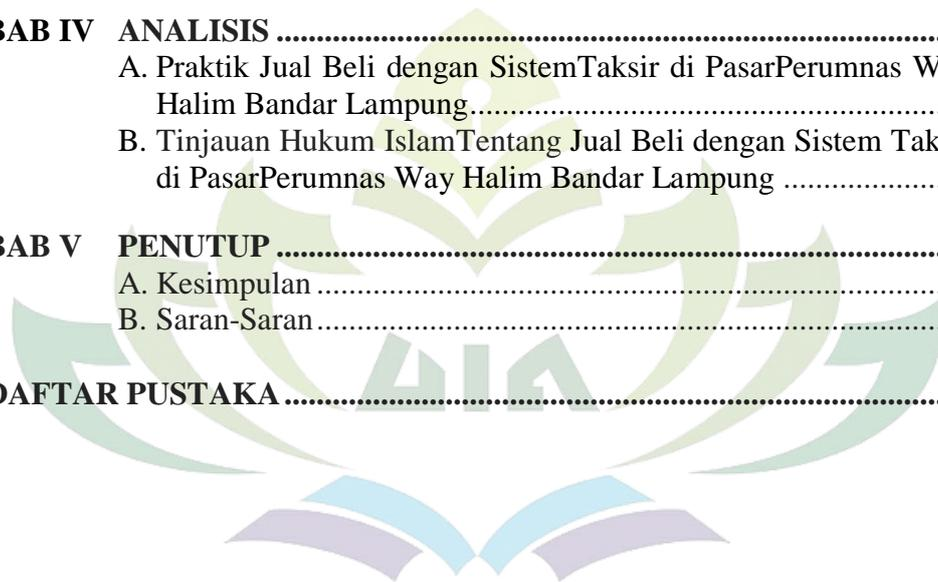 BAB IV ANALISIS ....................................................................................
A. Praktik Jual Beli dengan SistemTaksir di PasarPerumnas W
Halim Bandar Lampung............................................................
B. Tinjauan Hukum IslamTentang Jual Beli dengan Sistem Tak
di PasarPerumnas Way Halim Bandar Lampung ....................
BAB V PENUTUP ....................................................................................
A. Kesimpulan ................................................................................
B. Saran-Saran................................................................................
DAFTAR PUSTAKA ...................................................................................
UIN